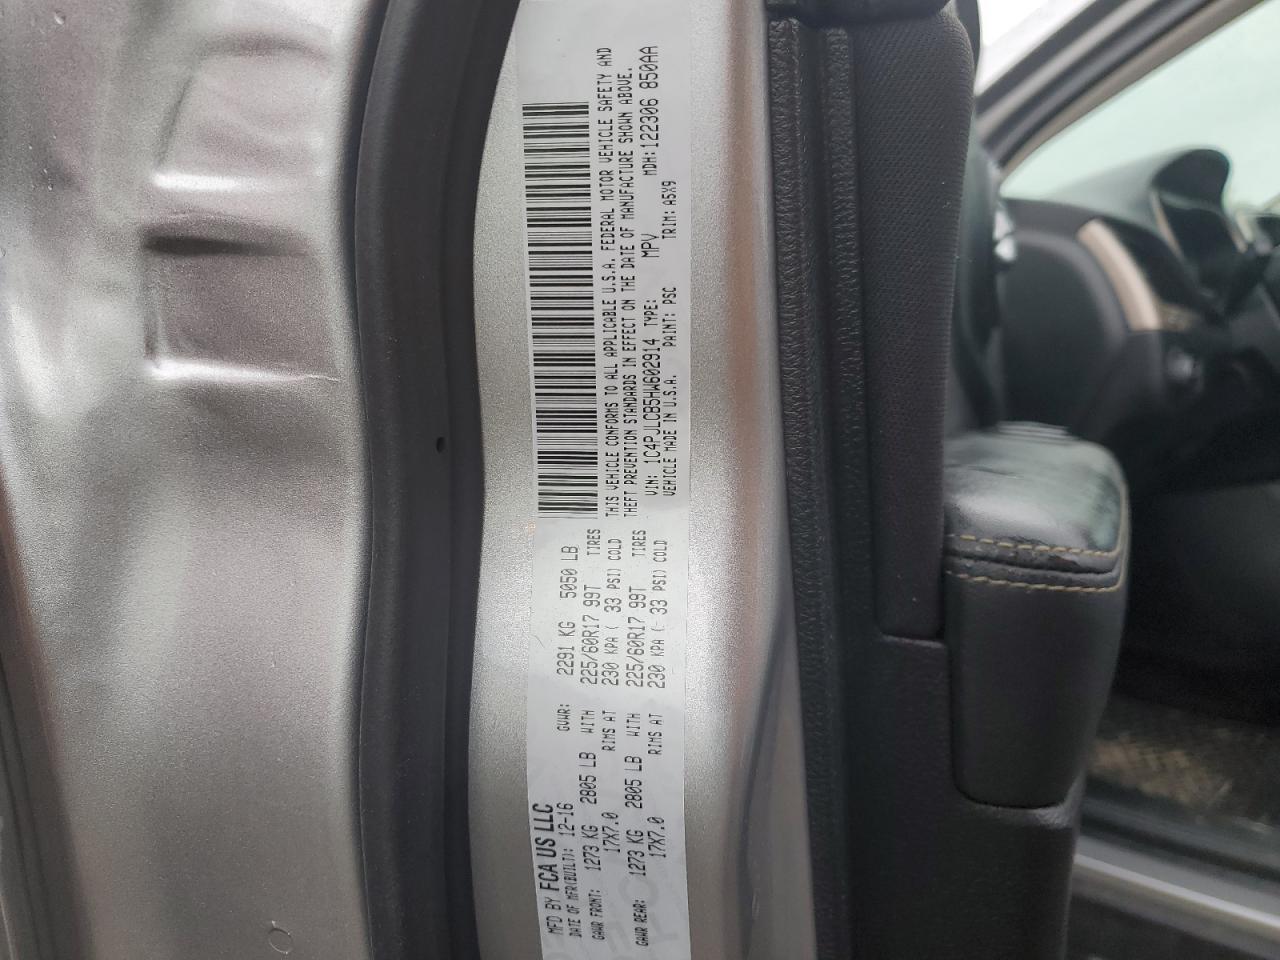 MFD BY FCA US LLC
DATE OF MFR(BUILT): 12-16 GVWR: 2291 KG 5050 LB
GAWR FRONT: 1273 KG 2805 LB WITH 225/60R17 99T TIRES
17X7.0 RIMS AT 230 KPA ( 33 PSI) COLD
GAWR REAR: 1273 KG 2805 LB WITH 225/60R17 99T TIRES
17X7.0 RIMS AT 230 KPA ( 33 PSI) COLD
THIS VEHICLE CONFORMS TO ALL APPLICABLE U.S.A. FEDERAL MOTOR VEHICLE SAFETY AND
THEFT PREVENTION STANDARDS IN EFFECT ON THE DATE OF MANUFACTURE SHOWN ABOVE.
VIN: 1C4PJLCB5HW602914 TYPE: MPV MDH:122306 850AA
VEHICLE MADE IN U.S.A. PAINT: PSC TRIM: A5X9